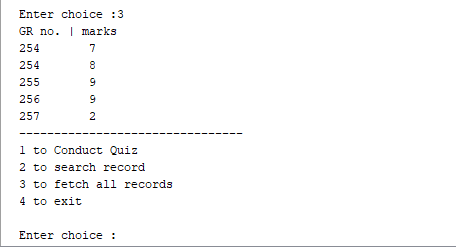 Enter choice :3
GR no. | marks
254       7
254       8
255       9
256       9
257       2
--------------------------------
1 to Conduct Quiz
2 to search record
3 to fetch all records
4 to exit

Enter choice :